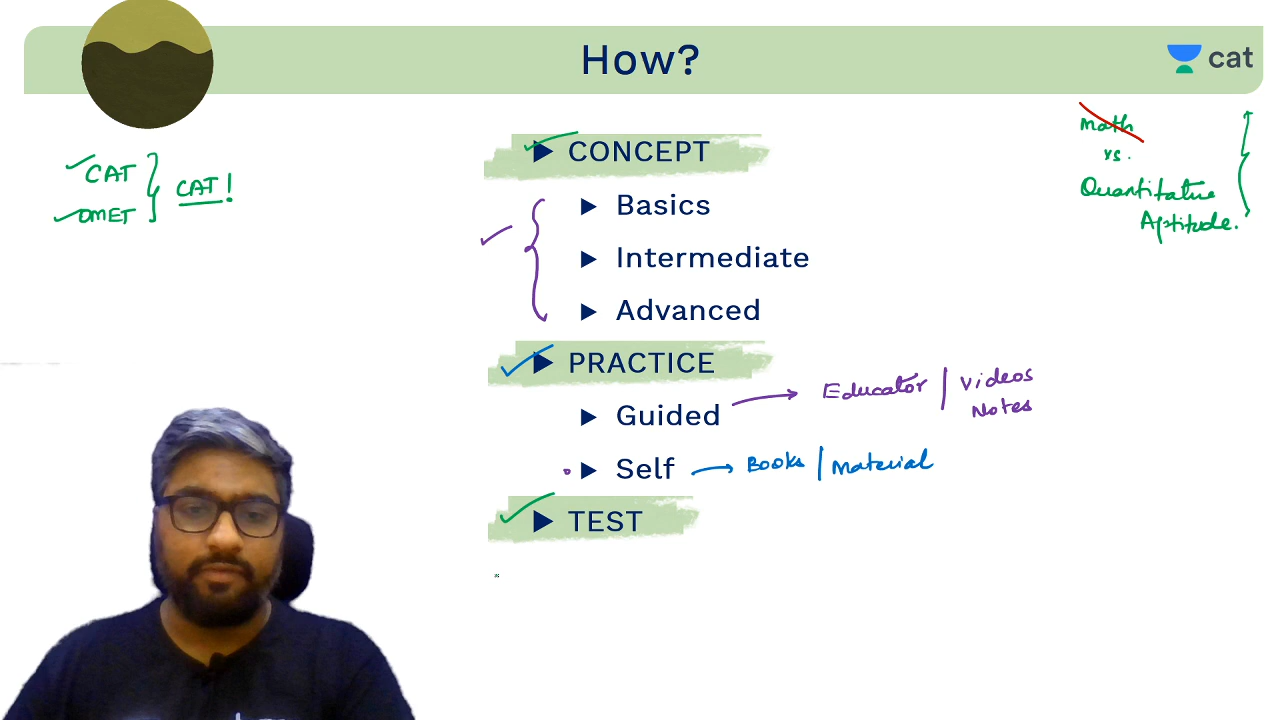 How?
cat
CAT
OMET
CAT!
Math
vs.
Quantitative
Aptitude.
CONCEPT
Basics
Intermediate
Advanced
PRACTICE
Guided
Educator | Videos
Notes
Self
Books | Material
TEST